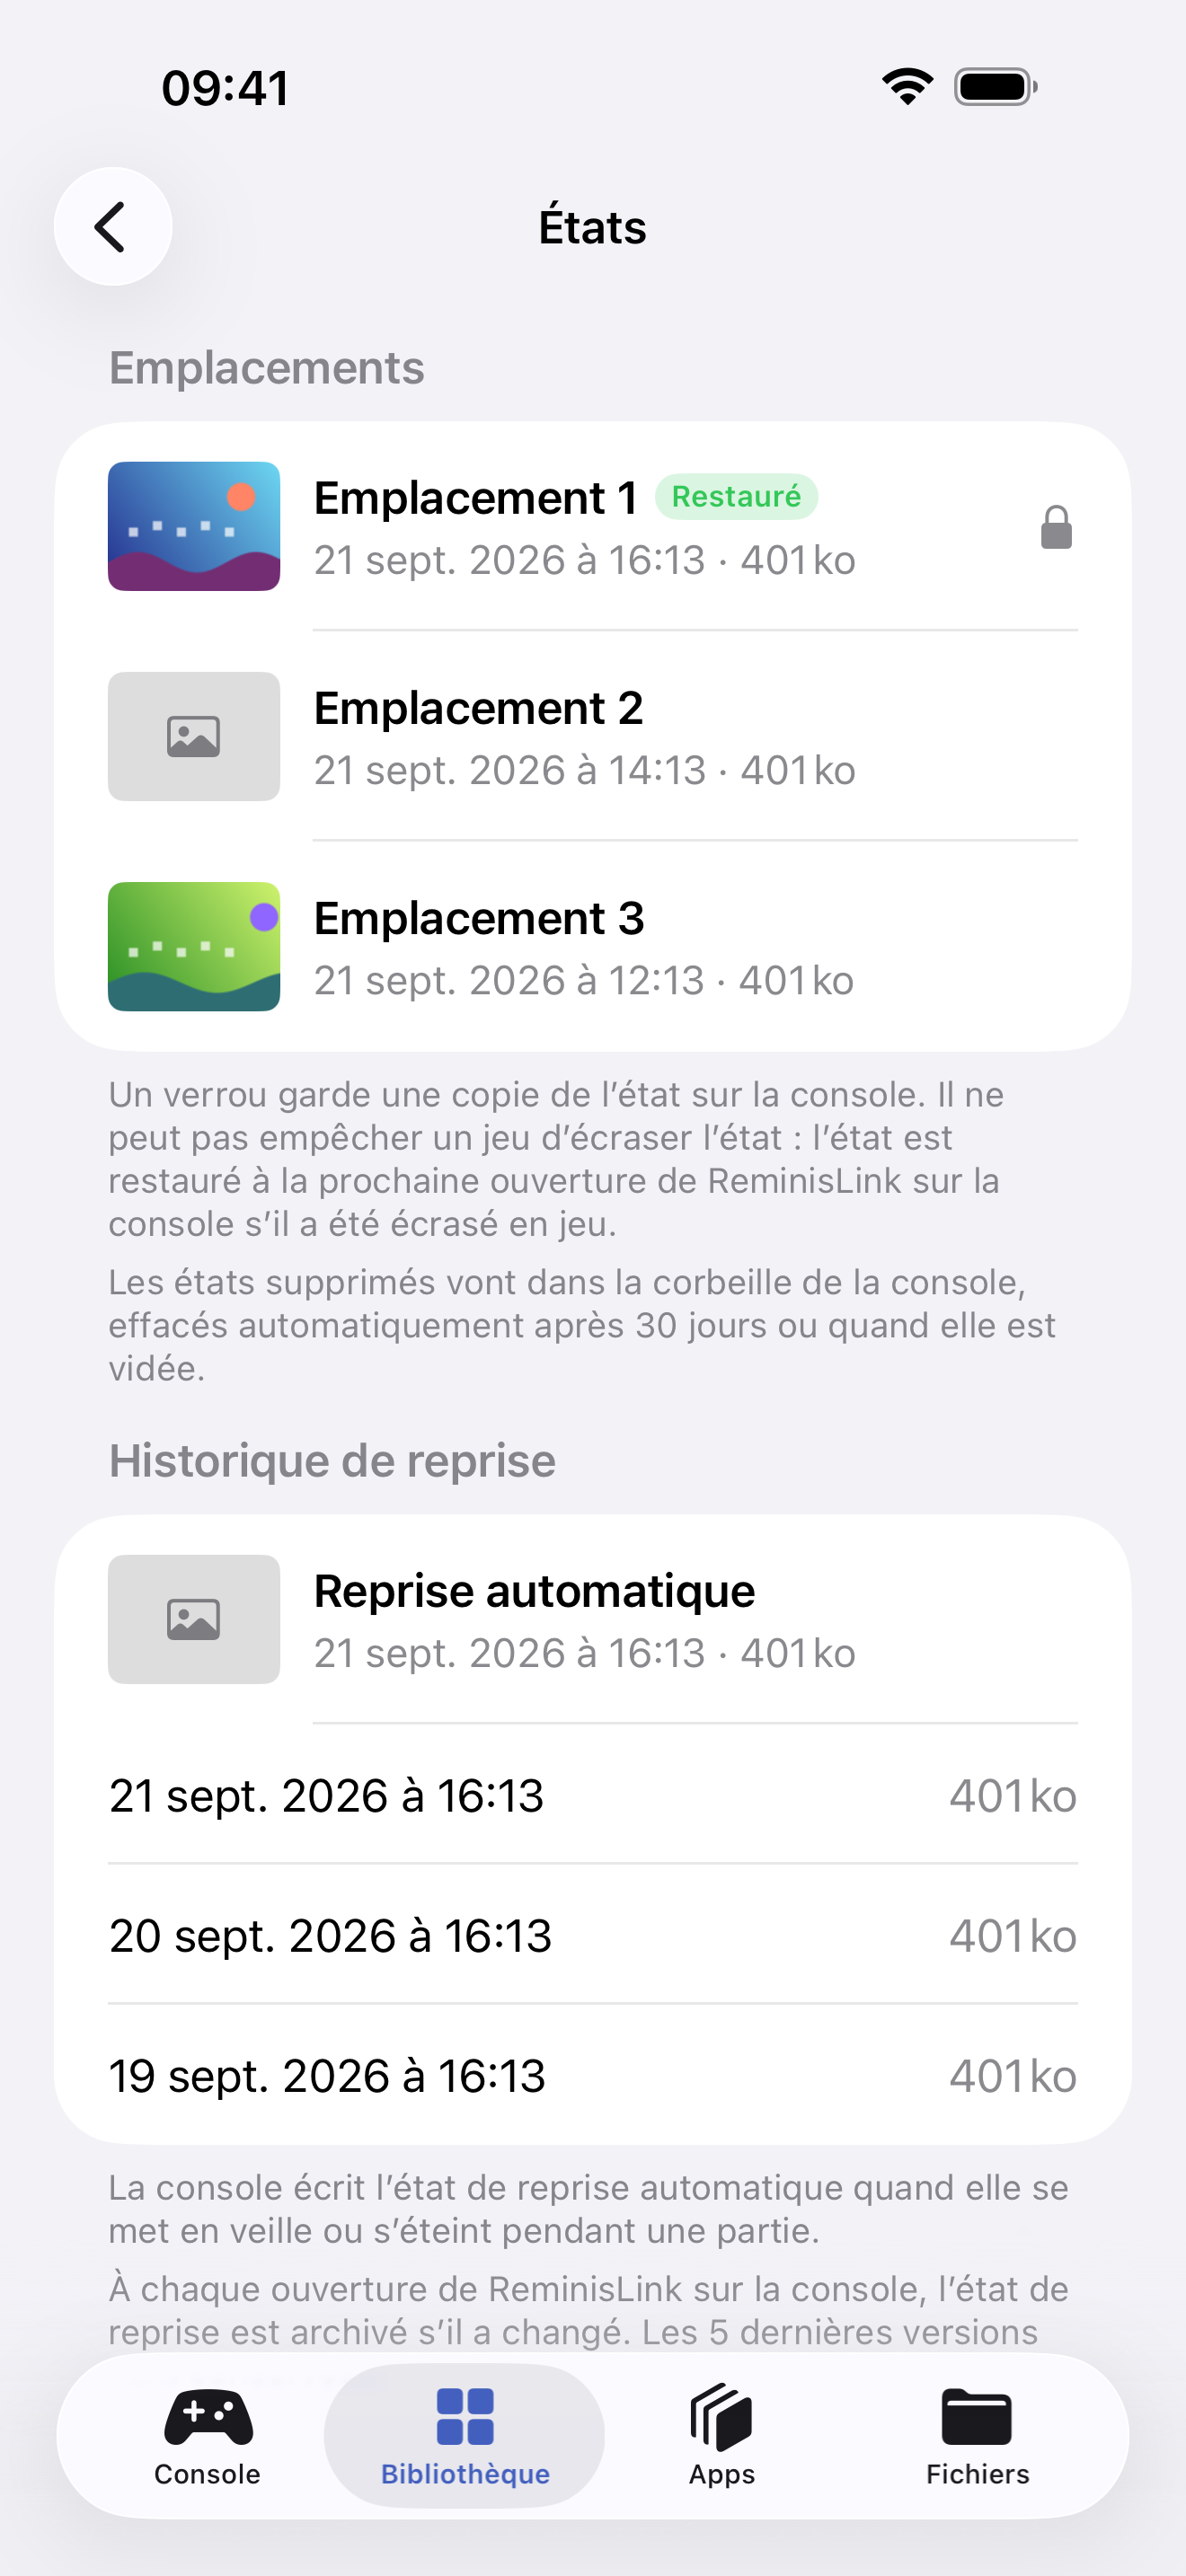 09:41
États
Emplacements
Emplacement 1 Restauré
21 sept. 2026 à 16:13 · 401 ko
Emplacement 2
21 sept. 2026 à 14:13 · 401 ko
Emplacement 3
21 sept. 2026 à 12:13 · 401 ko
Un verrou garde une copie de l’état sur la console. Il ne
peut pas empêcher un jeu d’écraser l’état : l’état est
restauré à la prochaine ouverture de ReminisLink sur la
console s’il a été écrasé en jeu.
Les états supprimés vont dans la corbeille de la console,
effacés automatiquement après 30 jours ou quand elle est
vidée.
Historique de reprise
Reprise automatique
21 sept. 2026 à 16:13 · 401 ko
21 sept. 2026 à 16:13 401 ko
20 sept. 2026 à 16:13 401 ko
19 sept. 2026 à 16:13 401 ko
La console écrit l’état de reprise automatique quand elle se
met en veille ou s’éteint pendant une partie.
À chaque ouverture de ReminisLink sur la console, l’état de
reprise est archivé s’il a changé. Les 5 dernières versions
Console Bibliothèque Apps Fichiers